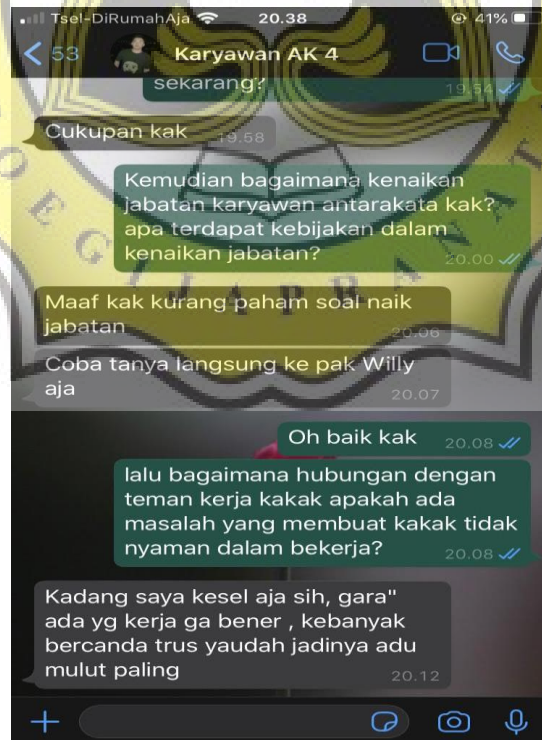 Tsel-DiRumahAja 20.38 41%
53 Karyawan AK 4
sekarang? 19.54
Cukupan kak 19.58
Kemudian bagaimana kenaikan
jabatan karyawan antarakata kak?
apa terdapat kebijakan dalam
kenaikan jabatan? 20.00
Maaf kak kurang paham soal naik
jabatan 20.06
Coba tanya langsung ke pak Willy
aja 20.07
Oh baik kak 20.08
lalu bagaimana hubungan dengan
teman kerja kakak apakah ada
masalah yang membuat kakak tidak
nyaman dalam bekerja? 20.08
Kadang saya kesel aja sih, gara"
ada yg kerja ga bener , kebanyak
bercanda trus yaudah jadinya adu
mulut paling 20.12